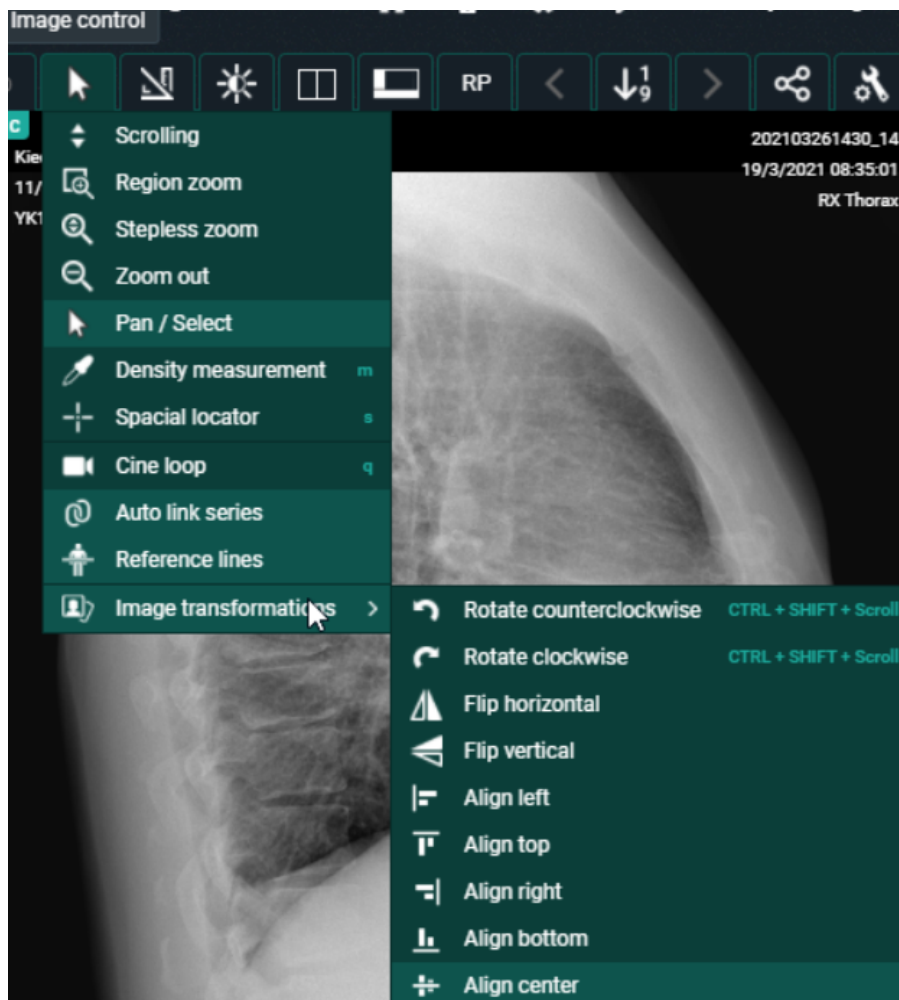 Image control
RP
1
9
C
Kie
11/
YK1
202103261430_14
19/3/2021 08:35:01
RX Thorax
Scrolling
Region zoom
Stepless zoom
Zoom out
Pan / Select
Density measurement m
Spacial locator s
Cine loop q
Auto link series
Reference lines
Image transformations
Rotate counterclockwise CTRL + SHIFT + Scroll
Rotate clockwise CTRL + SHIFT + Scroll
Flip horizontal
Flip vertical
Align left
Align top
Align right
Align bottom
Align center